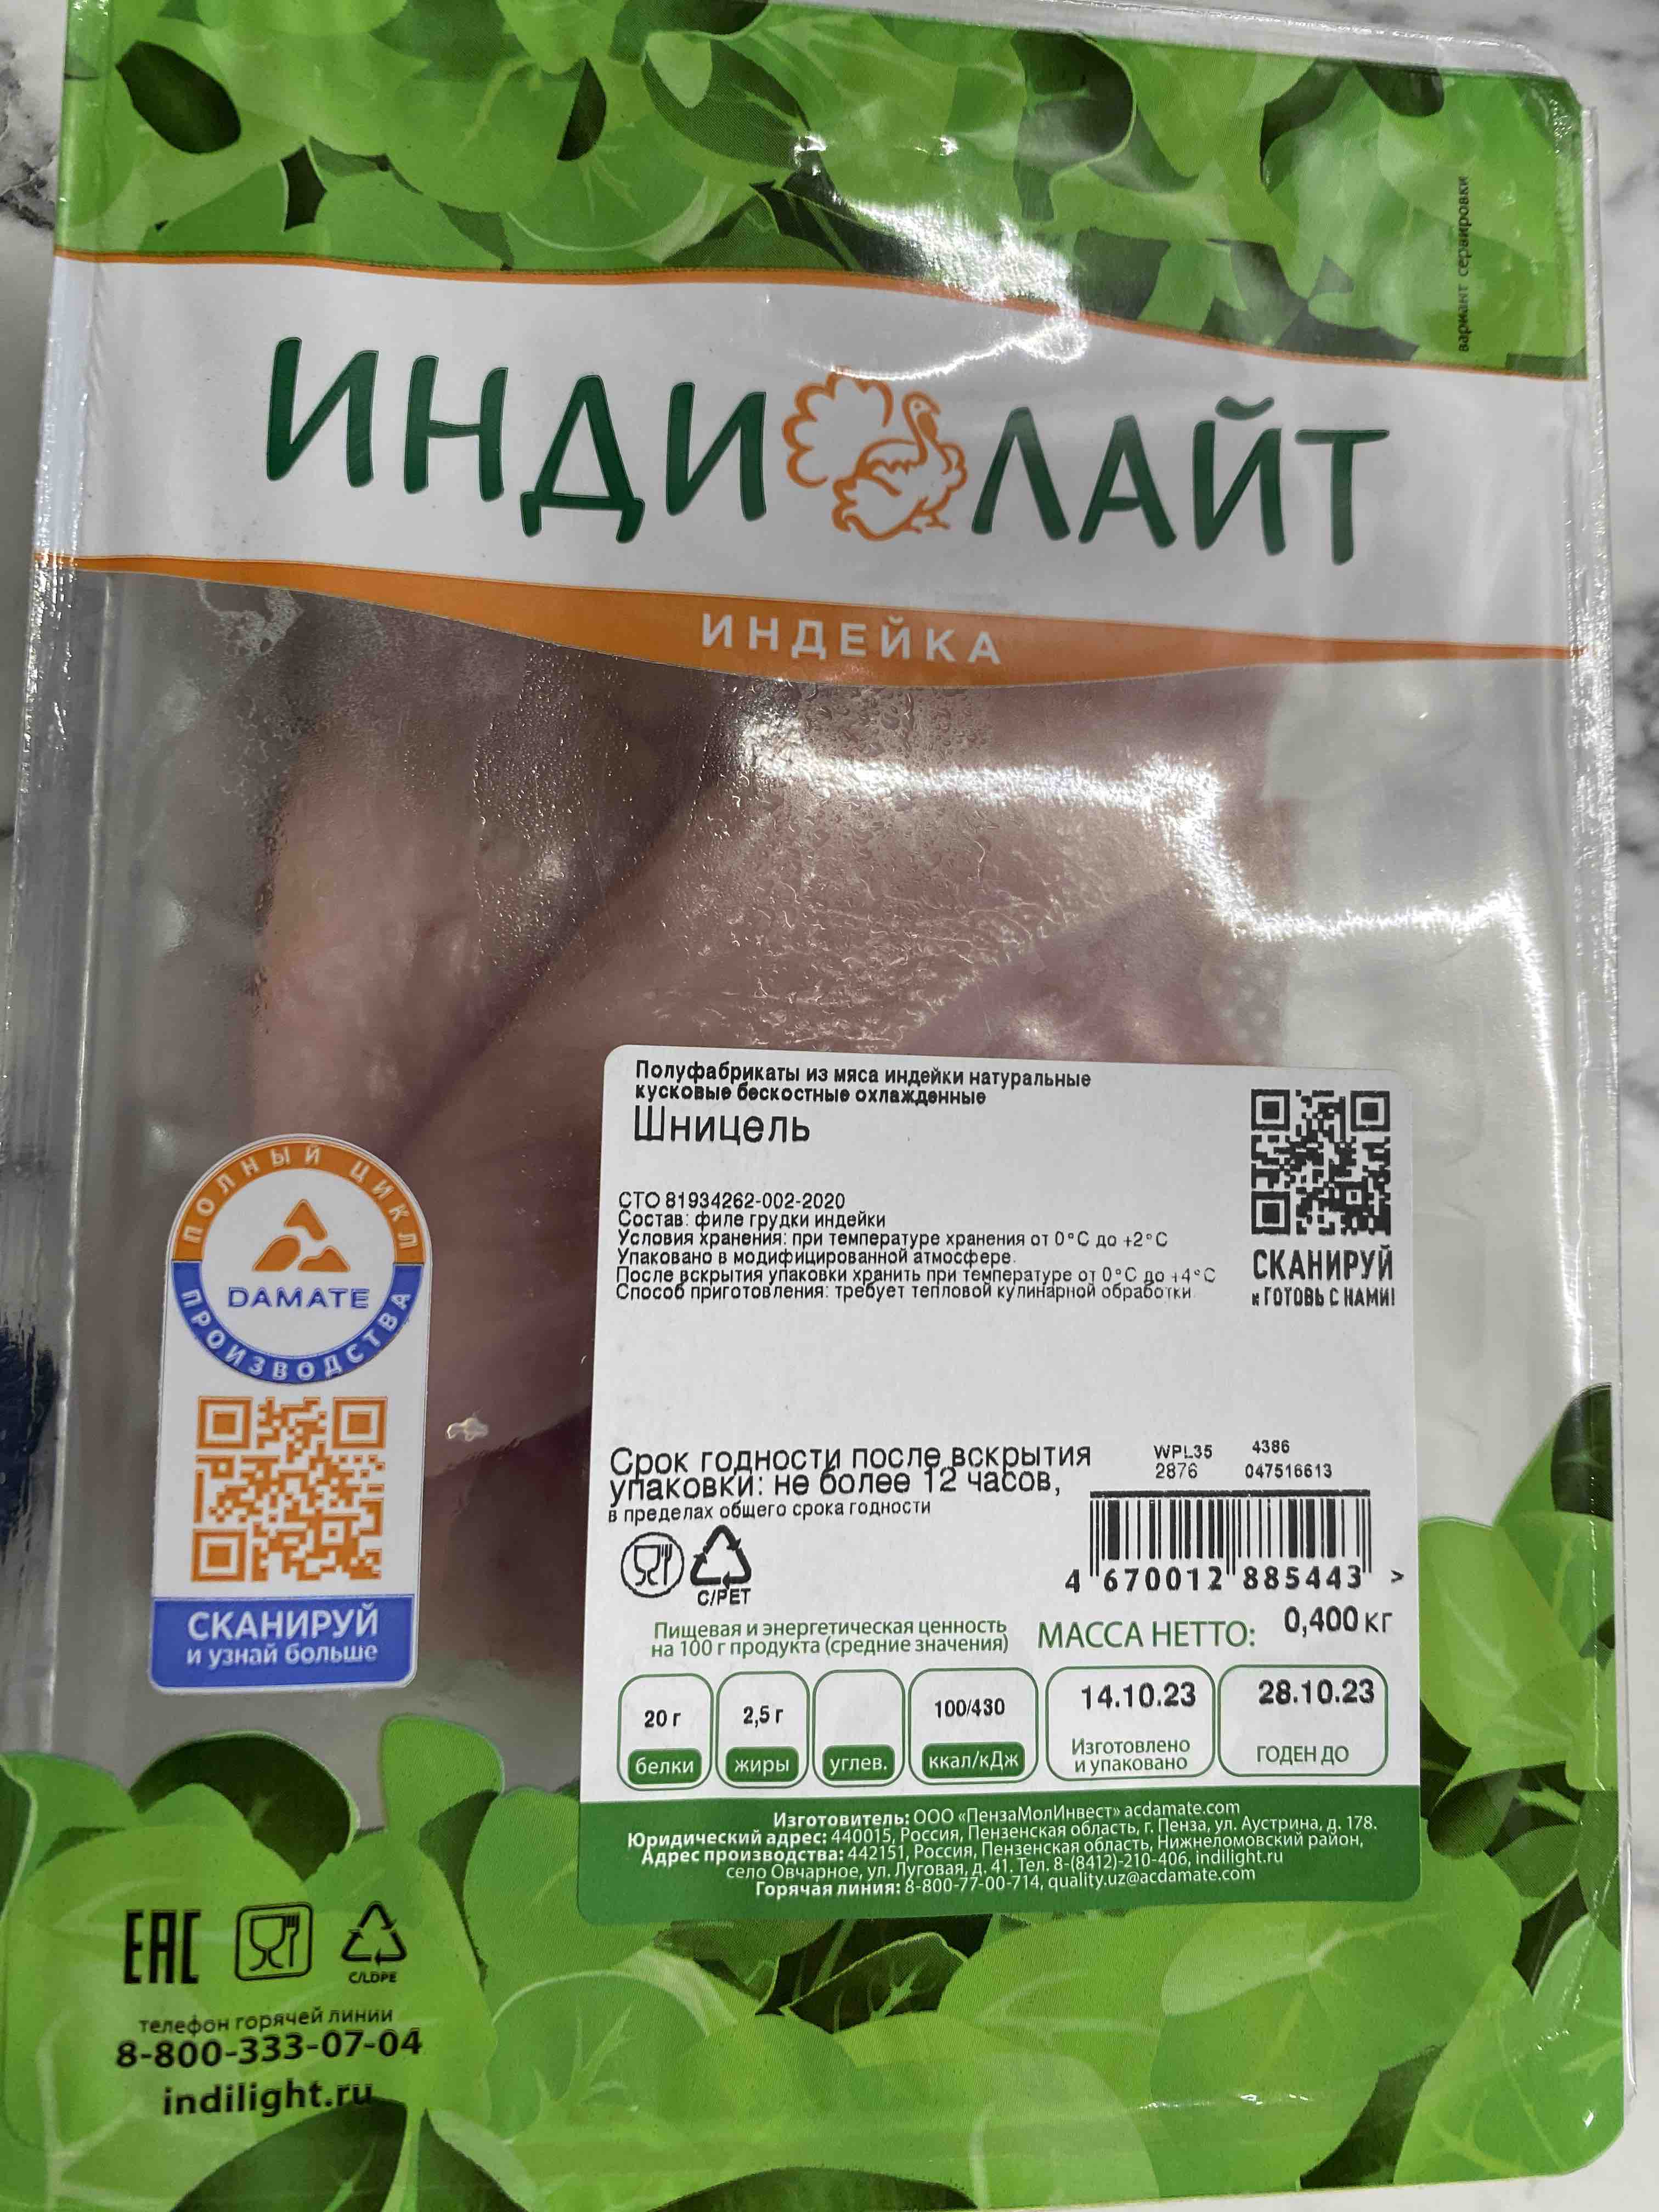 вариант сервировки
ИНДИЛАЙТ
ИНДЕЙКА
Полуфабрикаты из мяса индейки натуральные
кусковые бескостные охлажденные
Шницель
СТО 81934262-002-2020
Состав: филе грудки индейки
Условия хранения: при температуре хранения от 0°С до +2°С
Упаковано в модифицированной атмосфере.
После вскрытия упаковки хранить при температуре от 0°С до +4°С
Способ приготовления: требует тепловой кулинарной обработки
СКАНИРУЙ
и ГОТОВЬ С НАМИ!
ПОЛНЫЙ ЦИКЛ
DAMATE
ПРОИЗВОДСТВА
СКАНИРУЙ
и узнай больше
Срок годности после вскрытия
упаковки: не более 12 часов,
в пределах общего срока годности
WPL35 4386
2876 047516613
C/PET
4 670012 885443 >
Пищевая и энергетическая ценность
на 100 г продукта (средние значения)
МАССА НЕТТО: 0,400 кг
20 г 2,5 г 100/430 14.10.23 28.10.23
белки жиры углев. ккал/кДж Изготовлено
и упаковано ГОДЕН ДО
Изготовитель: ООО «ПензаМолИнвест» acdamate.com
Юридический адрес: 440015, Россия, Пензенская область, г. Пенза, ул. Аустрина, д. 178.
Адрес производства: 442151, Россия, Пензенская область, Нижнеломовский район,
село Овчарное, ул. Луговая, д. 41. Тел. 8-(8412)-210-406, indilight.ru
Горячая линия: 8-800-77-00-714, quality.uz@acdamate.com
EAC
C/LDPE
телефон горячей линии
8-800-333-07-04
indilight.ru